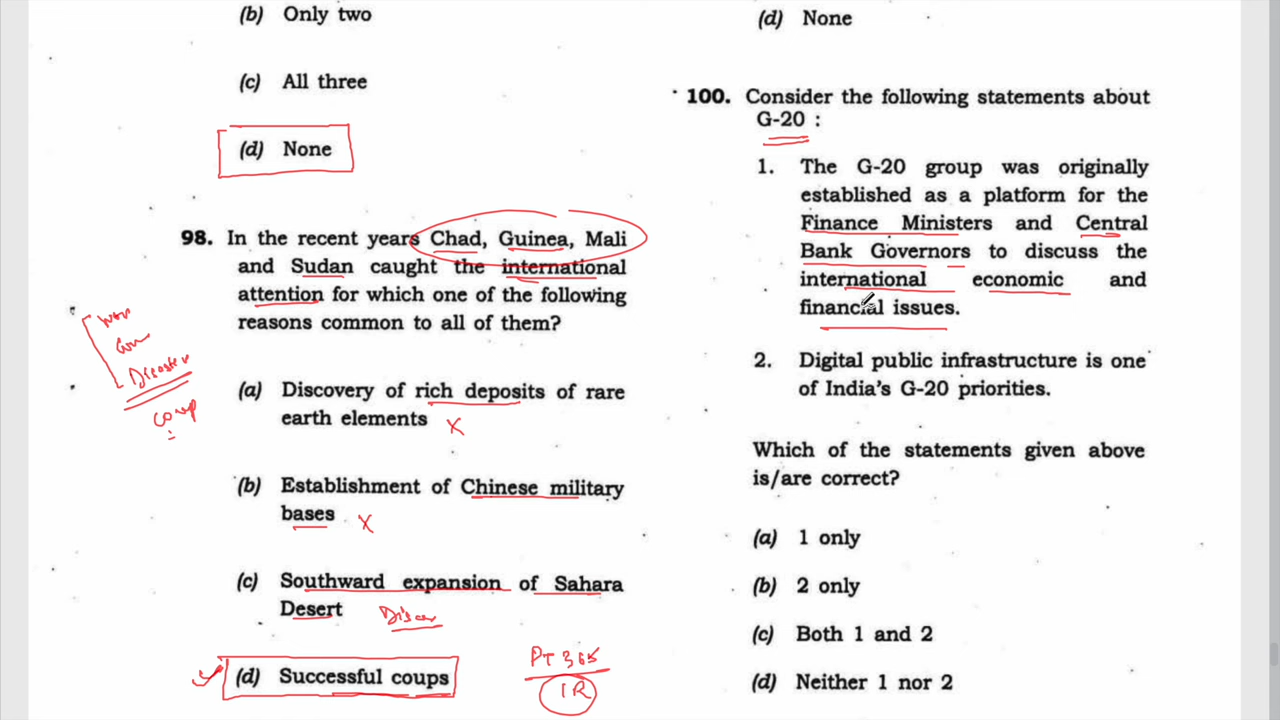 (b) Only two
(c) All three
(d) None
98. In the recent years Chad, Guinea, Mali
and Sudan caught the international
attention for which one of the following
reasons common to all of them?
(a) Discovery of rich deposits of rare
earth elements X
(b) Establishment of Chinese military
bases X
(c) Southward expansion of Sahara
Desert
(d) Successful coups
war
Disaster
coup
PT 365
IR
(d) None
100. Consider the following statements about
G-20 :
1. The G-20 group was originally
established as a platform for the
Finance Ministers and Central
Bank Governors to discuss the
international economic and
financial issues.
2. Digital public infrastructure is one
of India's G-20 priorities.
Which of the statements given above
is/are correct?
(a) 1 only
(b) 2 only
(c) Both 1 and 2
(d) Neither 1 nor 2